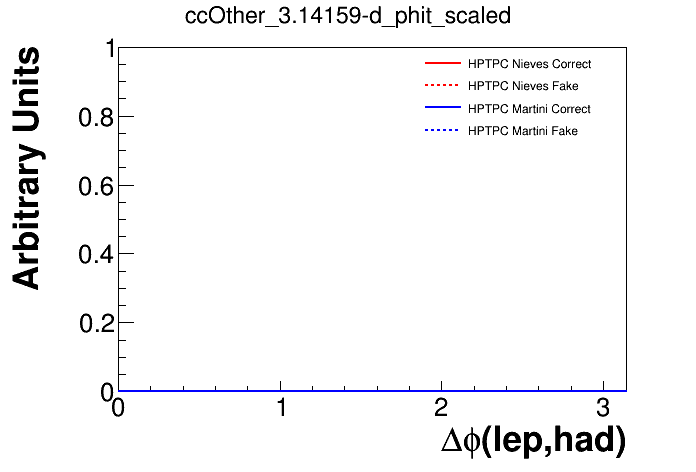 ccOther_3.14159-d_phit_scaled
Arbitrary Units
1
0.8
0.6
0.4
0.2
0
0
1
2
3
HPTPC Nieves Correct
HPTPC Nieves Fake
HPTPC Martini Correct
HPTPC Martini Fake
Δϕ(lep,had)